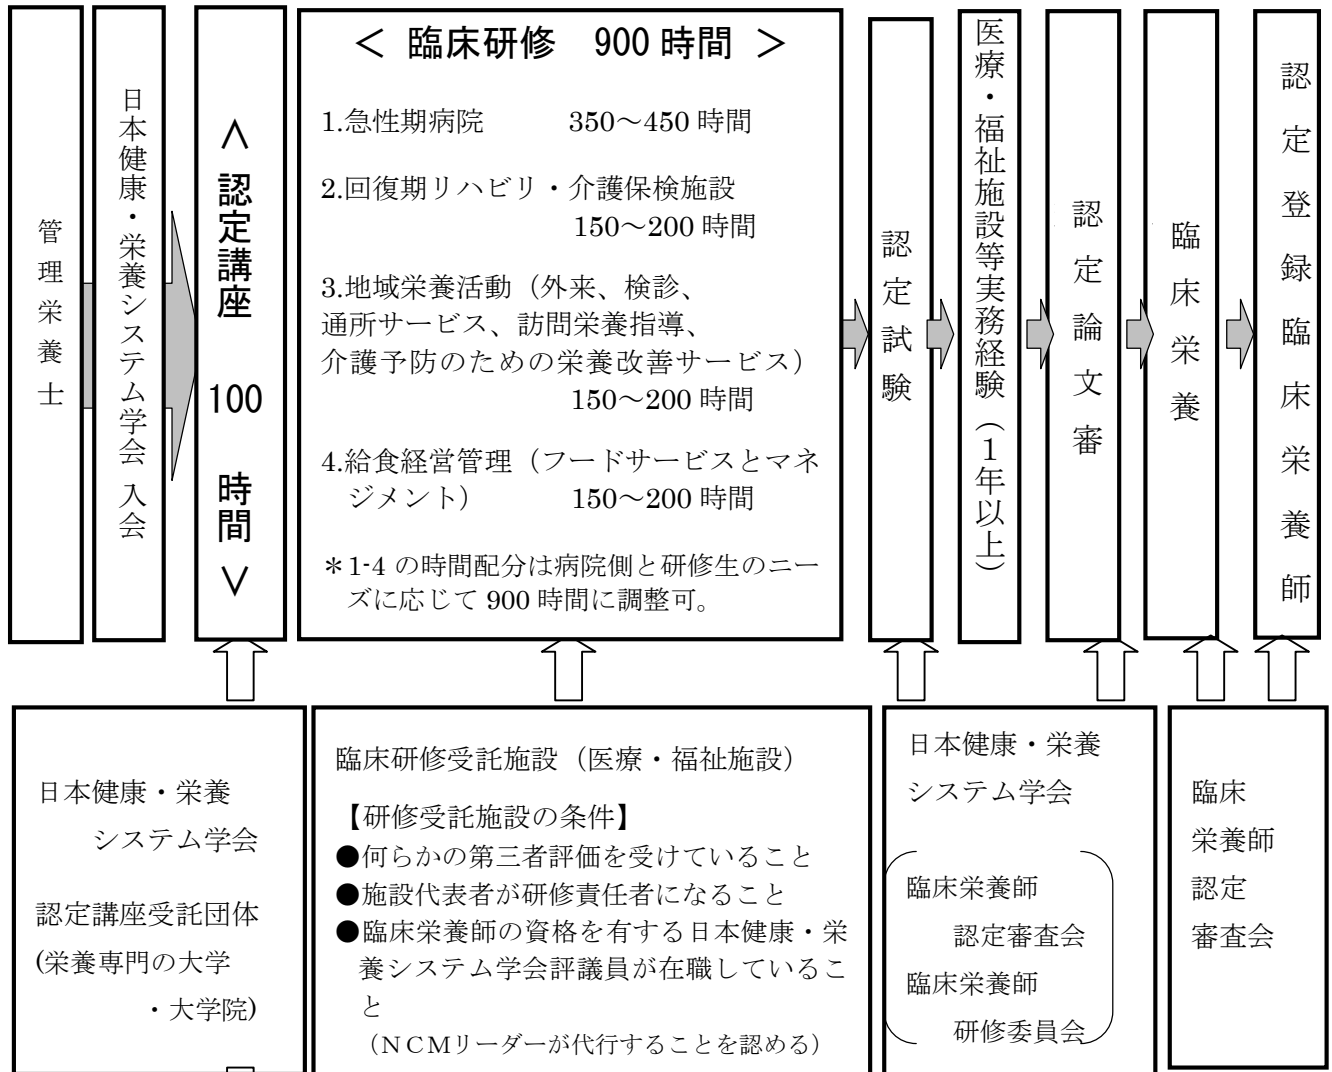 管理栄養士
日本健康・栄養システム学会 入会
＜ 認定講座 100 時間 ＞
＜ 臨床研修 900 時間 ＞
1.急性期病院 350～450 時間
2.回復期リハビリ・介護保検施設
150～200 時間
3.地域栄養活動（外来、検診、
通所サービス、訪問栄養指導、
介護予防のための栄養改善サービス）
150～200 時間
4.給食経営管理（フードサービスとマネ
ジメント） 150～200 時間
＊1-4 の時間配分は病院側と研修生のニー
ズに応じて 900 時間に調整可。
認定試験
医療・福祉施設等実務経験（1年以上）
認定論文審
臨床栄養
認定登録臨床栄養師
日本健康・栄養
システム学会
認定講座受託団体
(栄養専門の大学
・大学院)
臨床研修受託施設（医療・福祉施設）
【研修受託施設の条件】
●何らかの第三者評価を受けていること
●施設代表者が研修責任者になること
●臨床栄養師の資格を有する日本健康・栄
養システム学会評議員が在職しているこ
と
（ＮＣＭリーダーが代行することを認める）
日本健康・栄養
システム学会
臨床栄養師
認定審査会
臨床栄養師
研修委員会
臨床
栄養師
認定
審査会